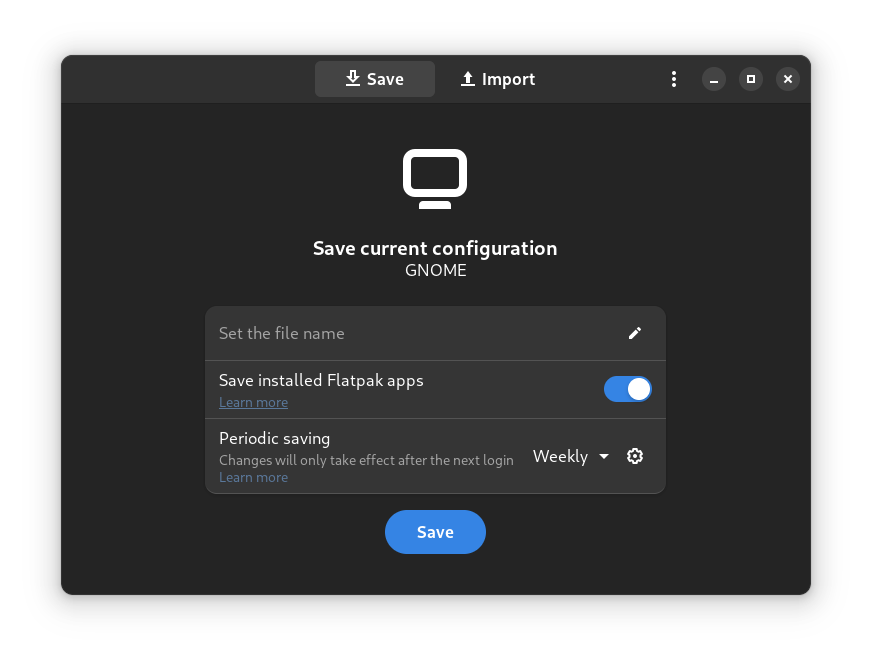 Save
Import
Save current configuration
GNOME
Set the file name
Save installed Flatpak apps
Learn more
Periodic saving
Changes will only take effect after the next login
Learn more
Weekly
Save